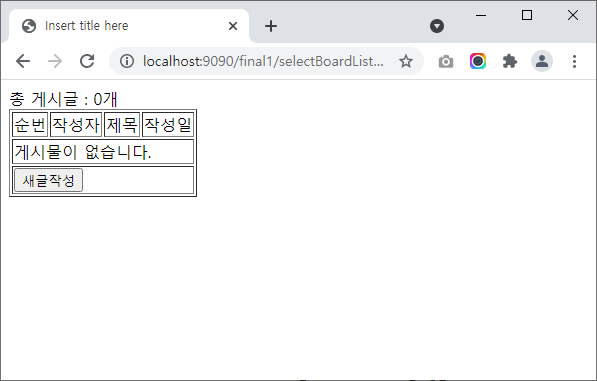 Insert title here
localhost:9090/final1/selectBoardList...
총 게시글 : 0개
순번 작성자 제목 작성일
게시물이 없습니다.
새글작성